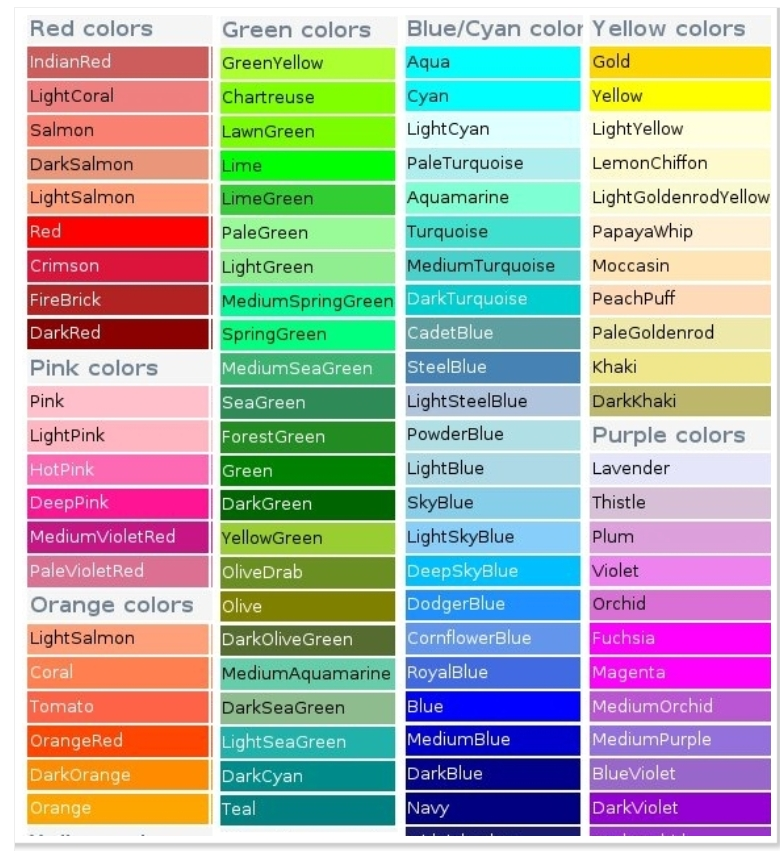 Red colors
IndianRed
LightCoral
Salmon
DarkSalmon
LightSalmon
Red
Crimson
FireBrick
DarkRed
Pink colors
Pink
LightPink
HotPink
DeepPink
MediumVioletRed
PaleVioletRed
Orange colors
LightSalmon
Coral
Tomato
OrangeRed
DarkOrange
Orange
Green colors
GreenYellow
Chartreuse
LawnGreen
Lime
LimeGreen
PaleGreen
LightGreen
MediumSpringGreen
SpringGreen
MediumSeaGreen
SeaGreen
ForestGreen
Green
DarkGreen
YellowGreen
OliveDrab
Olive
DarkOliveGreen
MediumAquamarine
DarkSeaGreen
LightSeaGreen
DarkCyan
Teal
Blue/Cyan color
Aqua
Cyan
LightCyan
PaleTurquoise
Aquamarine
Turquoise
MediumTurquoise
DarkTurquoise
CadetBlue
SteelBlue
LightSteelBlue
PowderBlue
LightBlue
SkyBlue
LightSkyBlue
DeepSkyBlue
DodgerBlue
CornflowerBlue
RoyalBlue
Blue
MediumBlue
DarkBlue
Navy
Yellow colors
Gold
Yellow
LightYellow
LemonChiffon
LightGoldenrodYellow
PapayaWhip
Moccasin
PeachPuff
PaleGoldenrod
Khaki
DarkKhaki
Purple colors
Lavender
Thistle
Plum
Violet
Orchid
Fuchsia
Magenta
MediumOrchid
MediumPurple
BlueViolet
DarkViolet